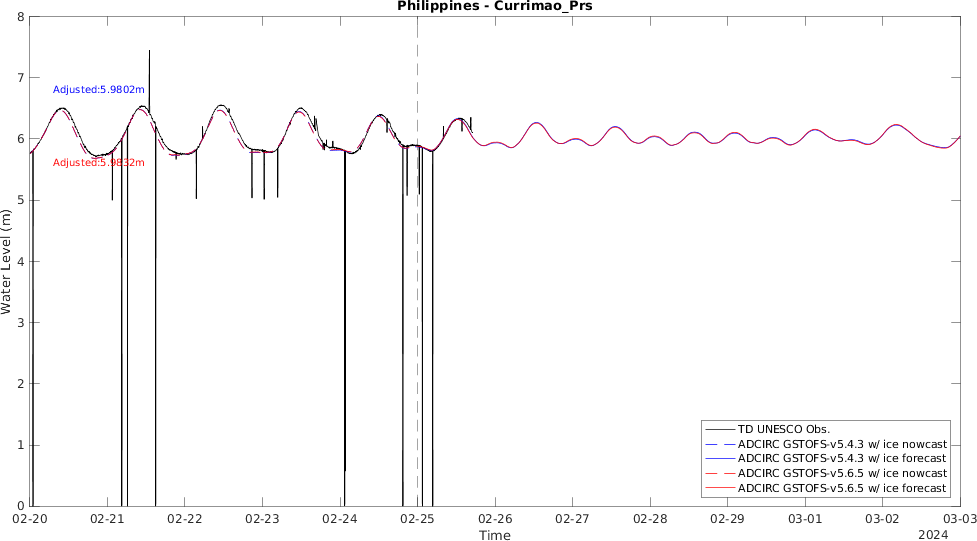 Philippines - Currimao_Prs
8
7
6
5
4
3
2
1
0
Water Level (m)
Adjusted:5.9802m
Adjusted:5.9832m
TD UNESCO Obs.
ADCIRC GSTOFS-v5.4.3 w/ ice nowcast
ADCIRC GSTOFS-v5.4.3 w/ ice forecast
ADCIRC GSTOFS-v5.6.5 w/ ice nowcast
ADCIRC GSTOFS-v5.6.5 w/ ice forecast
02-20 02-21 02-22 02-23 02-24 02-25 02-26 02-27 02-28 02-29 03-01 03-02 03-03
Time
2024